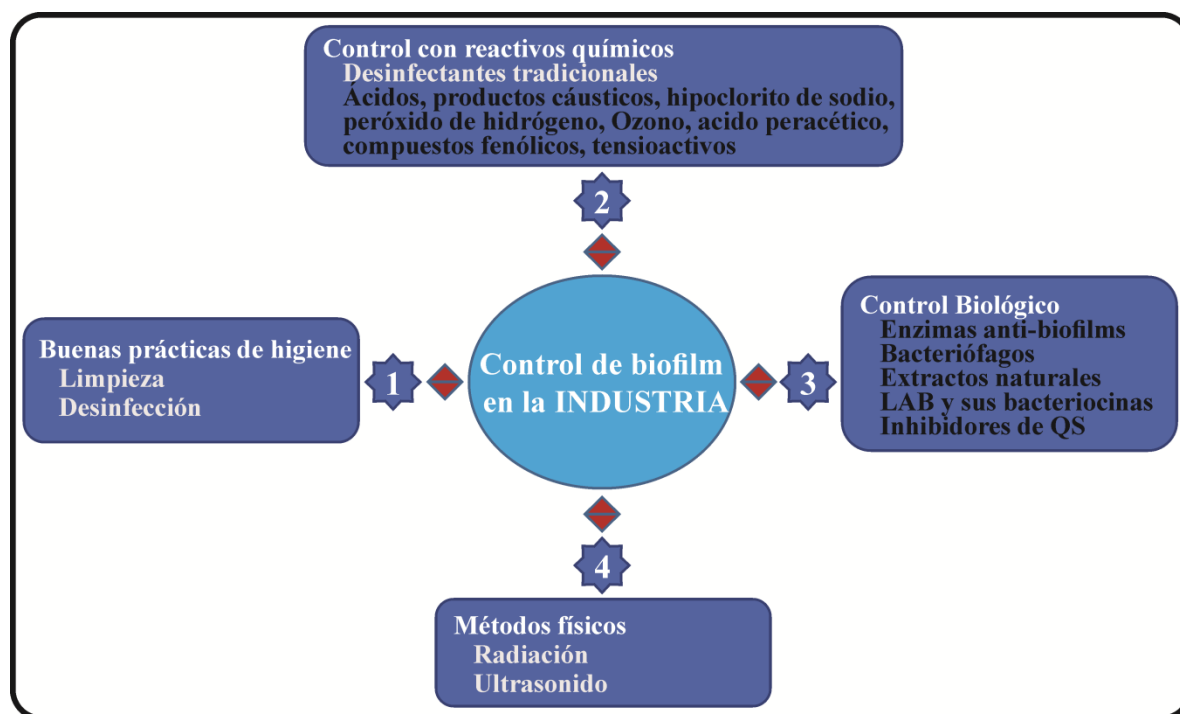 Control con reactivos químicos
Desinfectantes tradicionales
Ácidos, productos cáusticos, hipoclorito de sodio,
peróxido de hidrógeno, Ozono, acido peracético,
compuestos fenólicos, tensioactivos
2
Buenas prácticas de higiene
Limpieza
Desinfección
1
Control de biofilm
en la INDUSTRIA
3
Control Biológico
Enzimas anti-biofilms
Bacteriófagos
Extractos naturales
LAB y sus bacteriocinas
Inhibidores de QS
4
Métodos físicos
Radiación
Ultrasonido